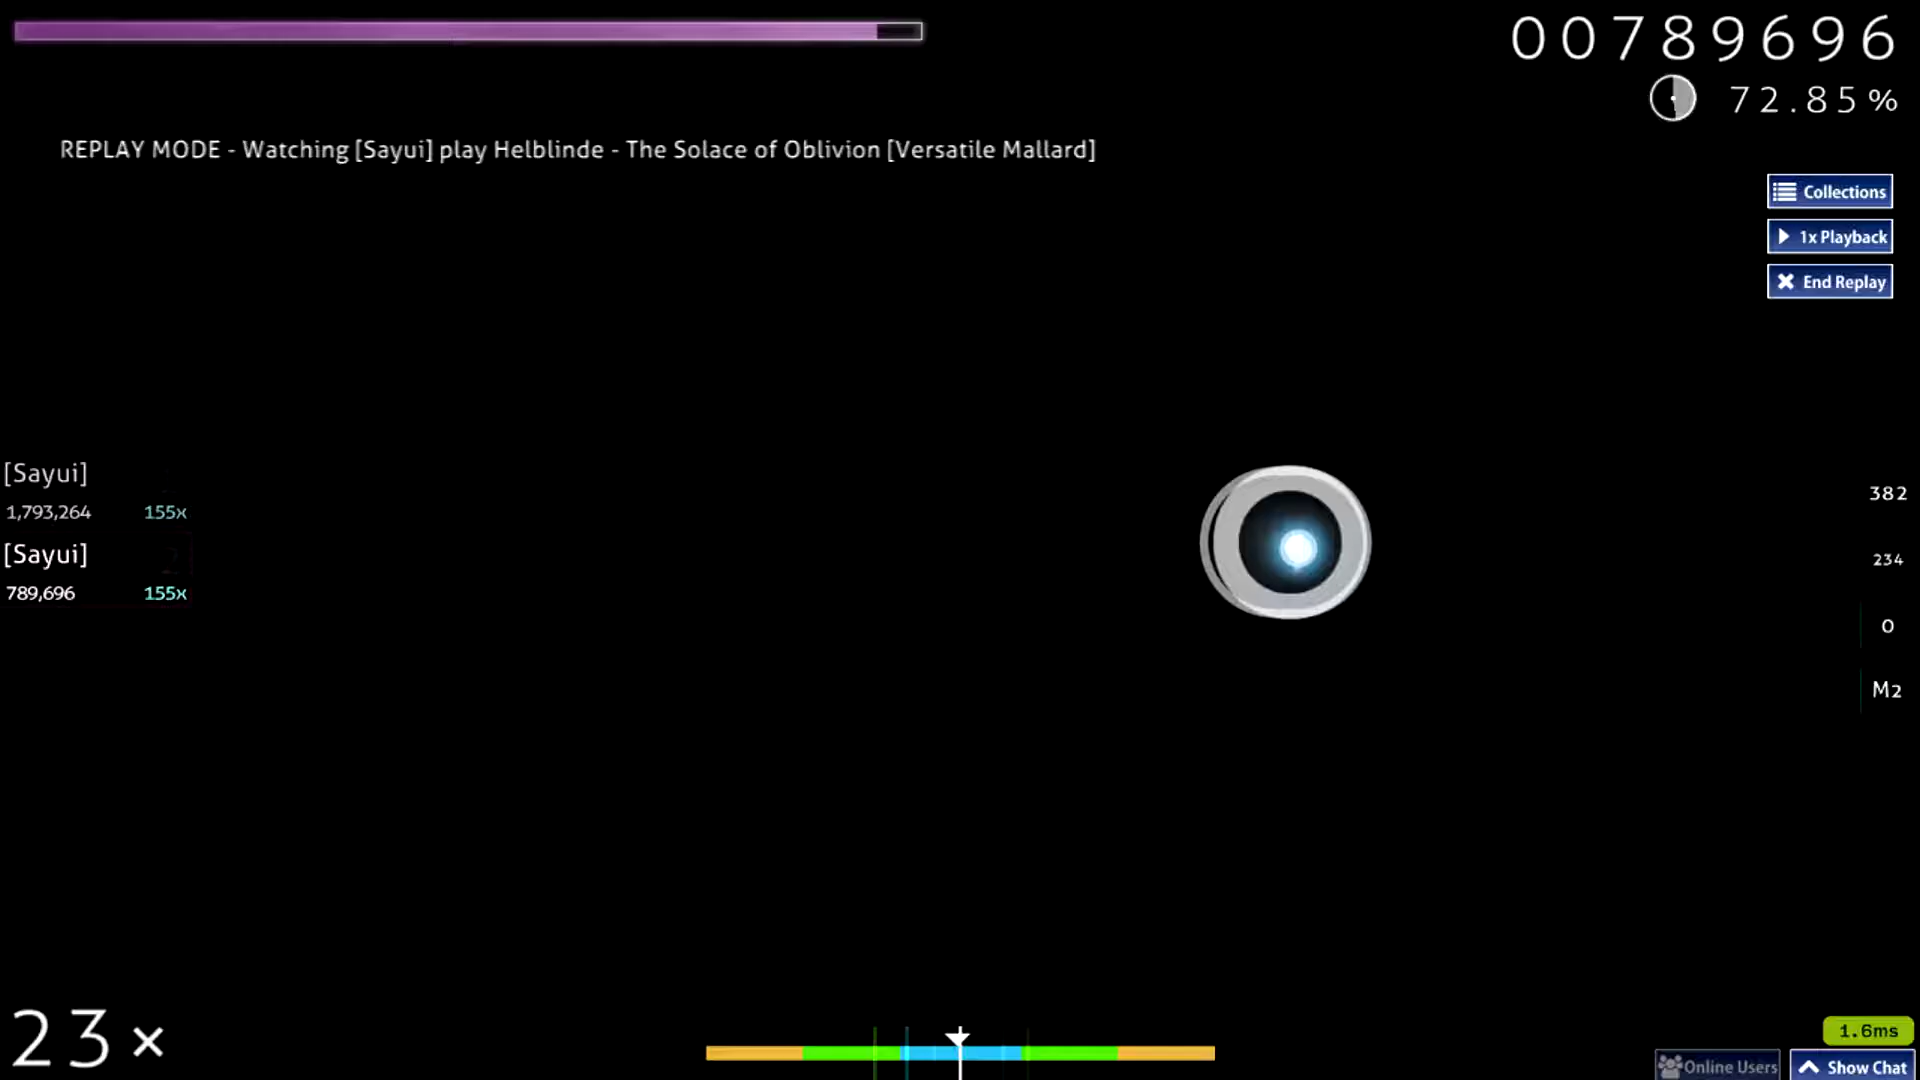 00789696
72.85%
REPLAY MODE - Watching [Sayui] play Helblinde - The Solace of Oblivion [Versatile Mallard]
Collections
1x Playback
End Replay
[Sayui]
1,793,264 155x
[Sayui]
789,696 155x
382
234
0
M2
23×
1.6ms
Online Users
Show Chat